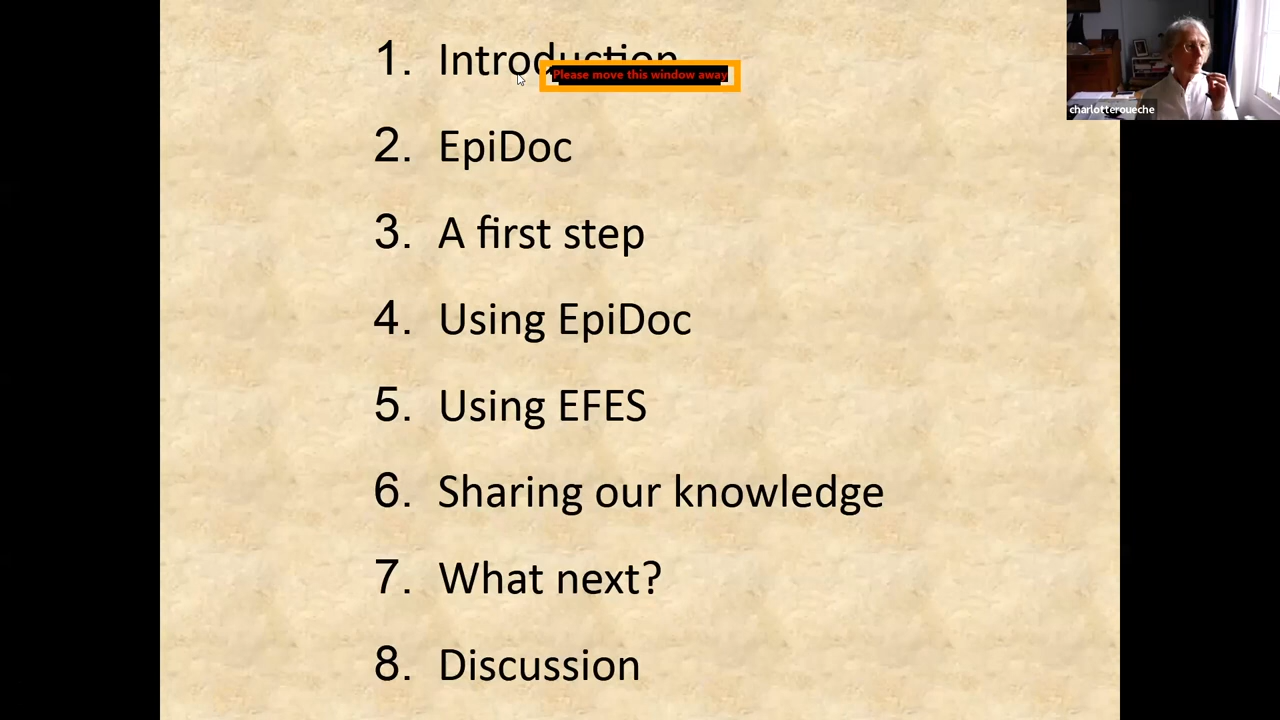 1. Introduction
Please move this window away
2. EpiDoc
3. A first step
4. Using EpiDoc
5. Using EFES
6. Sharing our knowledge
7. What next?
8. Discussion
charlotteroueche